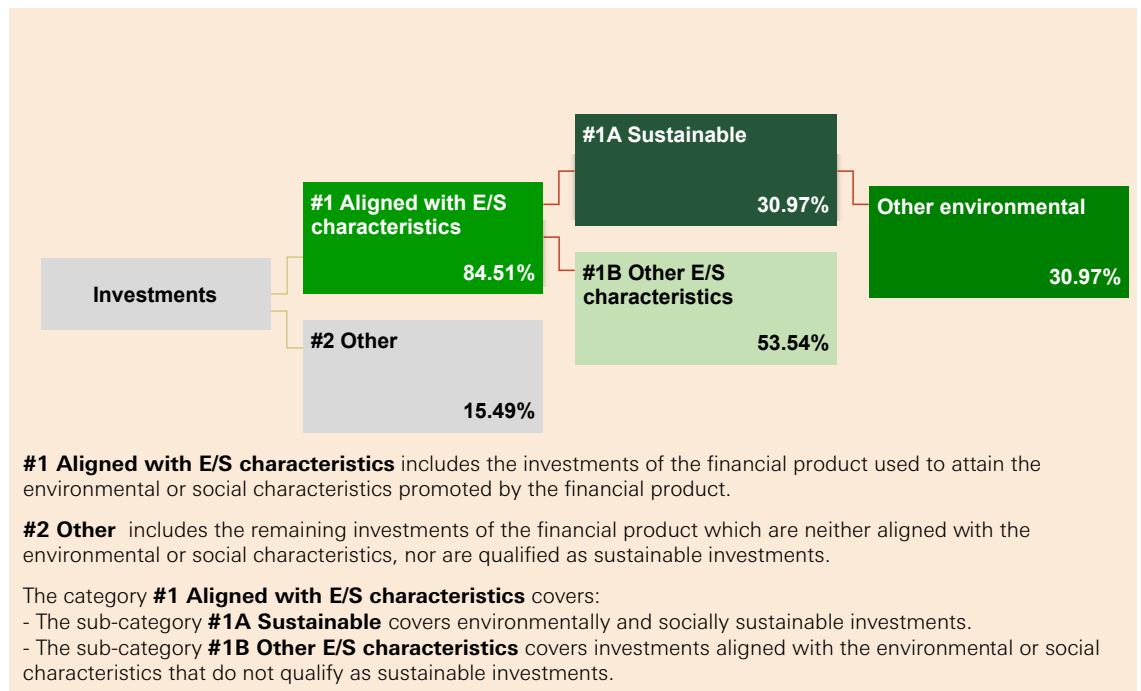 Investments
#1 Aligned with E/S
characteristics
84.51%
#2 Other
15.49%
#1A Sustainable
30.97%
#1B Other E/S
characteristics
53.54%
Other environmental
30.97%
#1 Aligned with E/S characteristics includes the investments of the financial product used to attain the
environmental or social characteristics promoted by the financial product.
#2 Other includes the remaining investments of the financial product which are neither aligned with the
environmental or social characteristics, nor are qualified as sustainable investments.
The category #1 Aligned with E/S characteristics covers:
- The sub-category #1A Sustainable covers environmentally and socially sustainable investments.
- The sub-category #1B Other E/S characteristics covers investments aligned with the environmental or social
characteristics that do not qualify as sustainable investments.